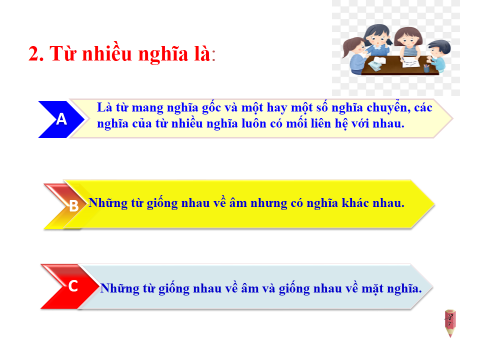 2. Từ nhiều nghĩa là:
A
Là từ mang nghĩa gốc và một hay một số nghĩa chuyển, các
nghĩa của từ nhiều nghĩa luôn có mối liên hệ với nhau.
B
Những từ giống nhau về âm nhưng có nghĩa khác nhau.
C
Những từ giống nhau về âm và giống nhau về mặt nghĩa.